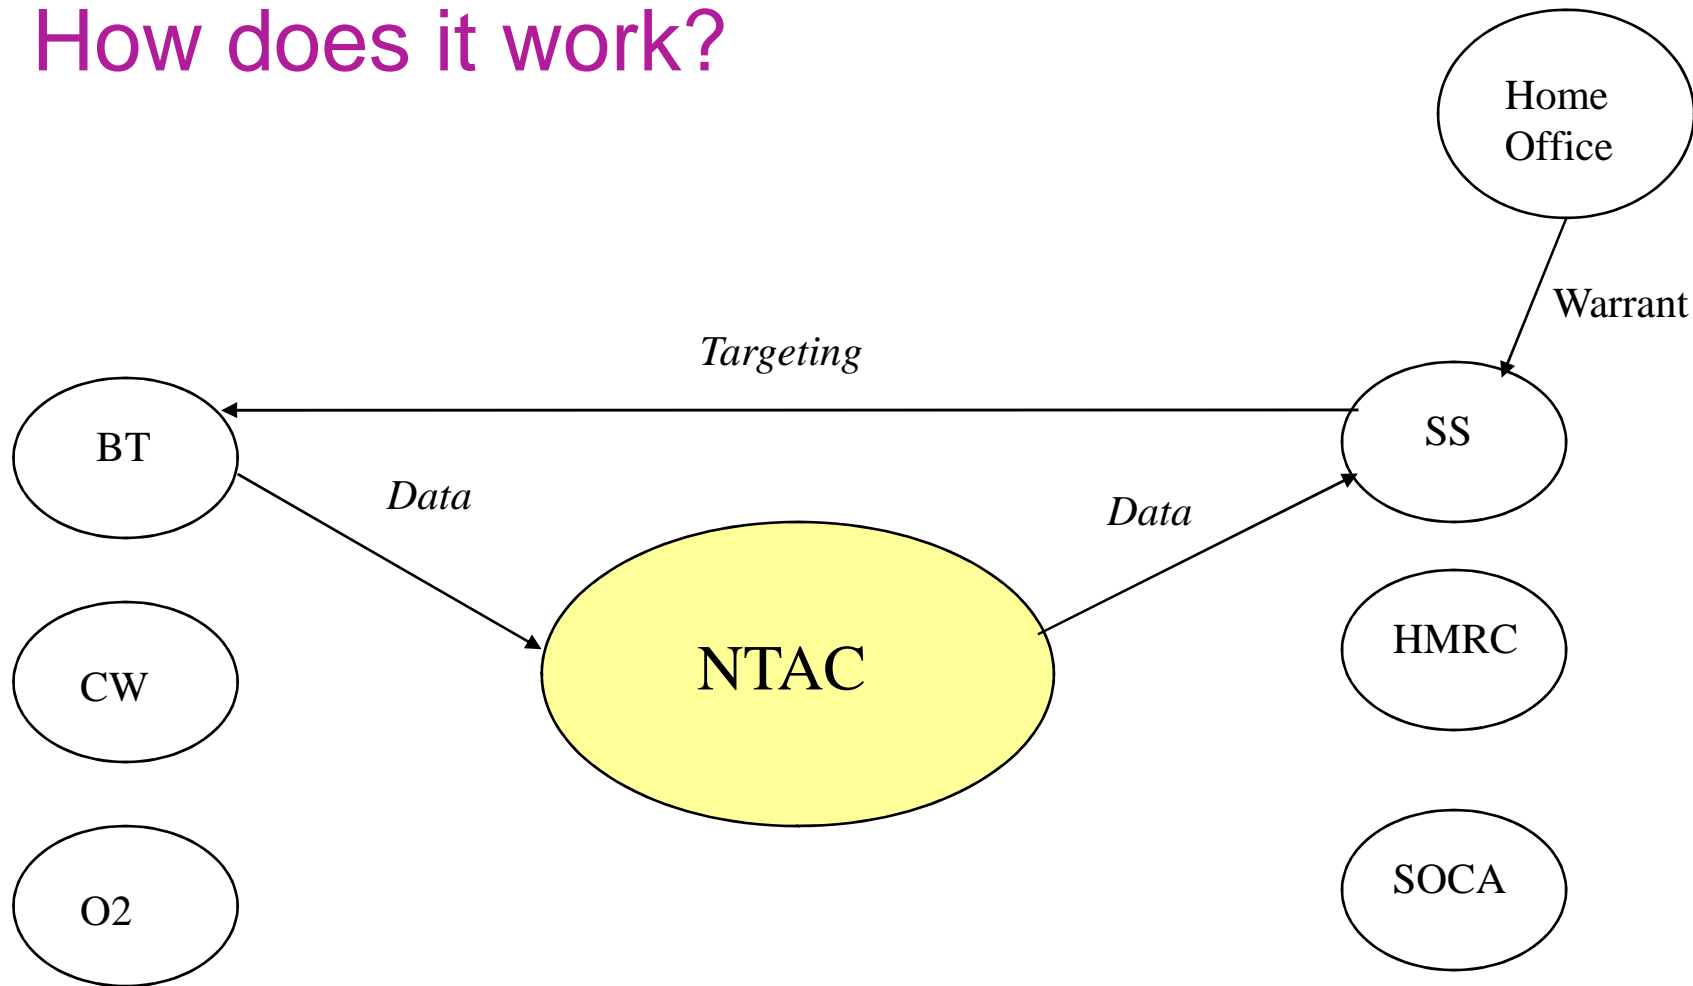 How does it work?
Home
Office
Warrant
Targeting
BT
SS
Data
Data
NTAC
CW
HMRC
O2
SOCA